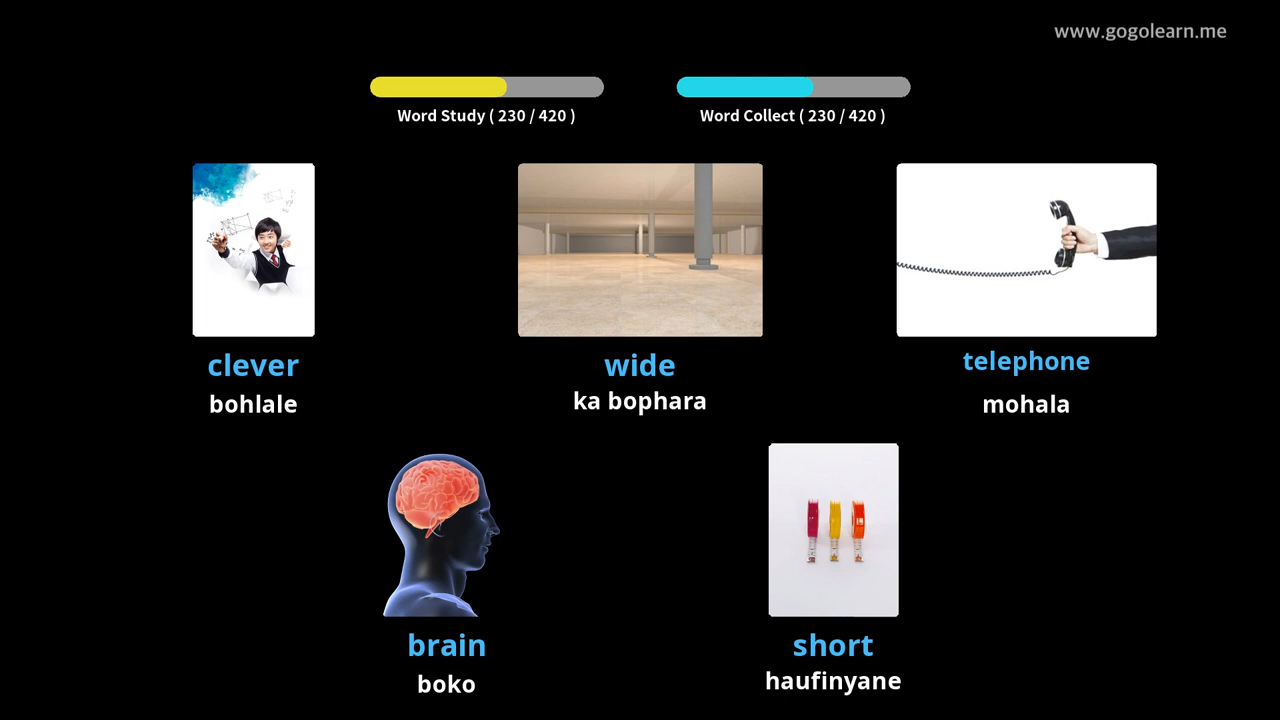 www.gogolearn.me
Word Study ( 230 / 420 )
Word Collect ( 230 / 420 )
clever
bohlale
wide
ka bophara
telephone
mohala
brain
boko
short
haufinyane